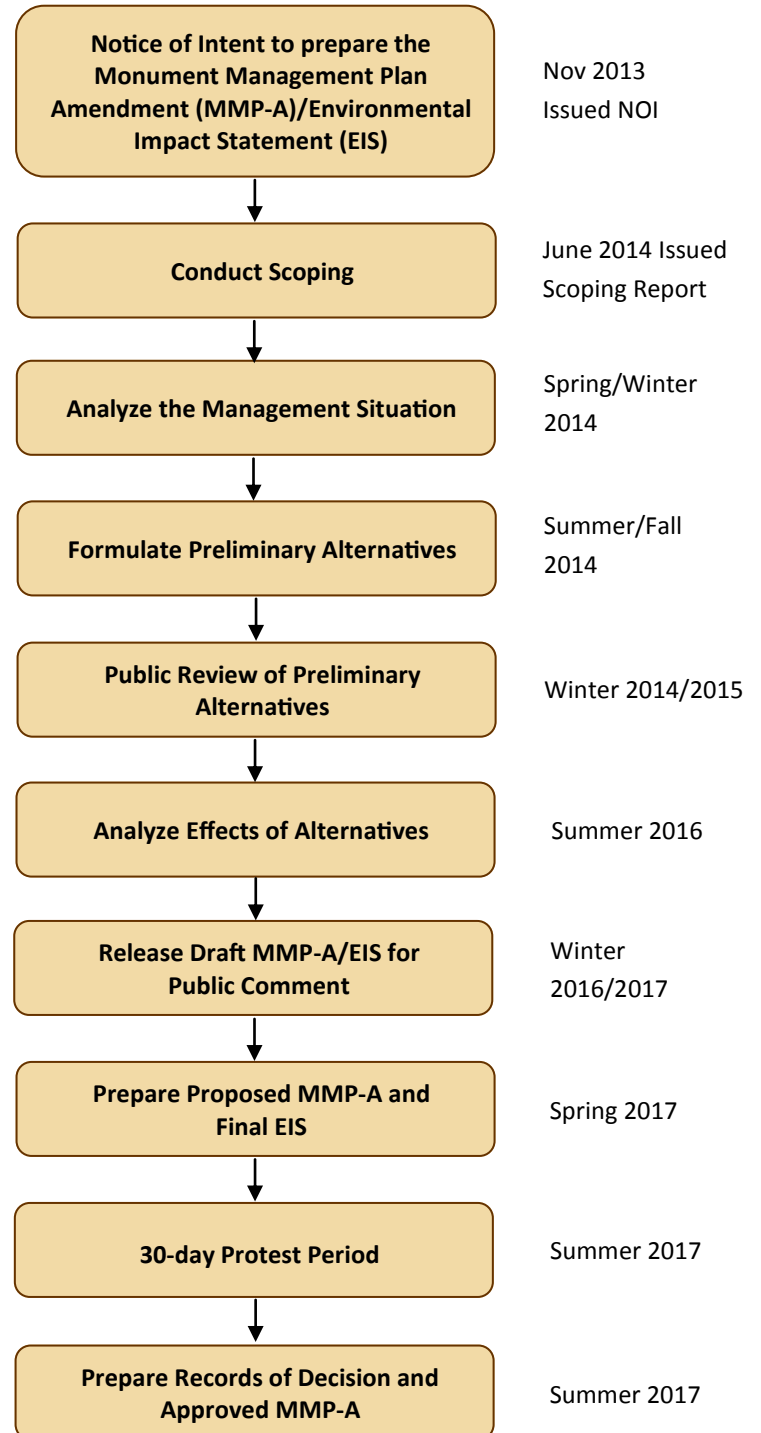 Notice of Intent to prepare the
Monument Management Plan
Amendment (MMP-A)/Environmental
Impact Statement (EIS)
Nov 2013
Issued NOI
Conduct Scoping
June 2014 Issued
Scoping Report
Analyze the Management Situation
Spring/Winter
2014
Formulate Preliminary Alternatives
Summer/Fall
2014
Public Review of Preliminary
Alternatives
Winter 2014/2015
Analyze Effects of Alternatives
Summer 2016
Release Draft MMP-A/EIS for
Public Comment
Winter
2016/2017
Prepare Proposed MMP-A and
Final EIS
Spring 2017
30-day Protest Period
Summer 2017
Prepare Records of Decision and
Approved MMP-A
Summer 2017